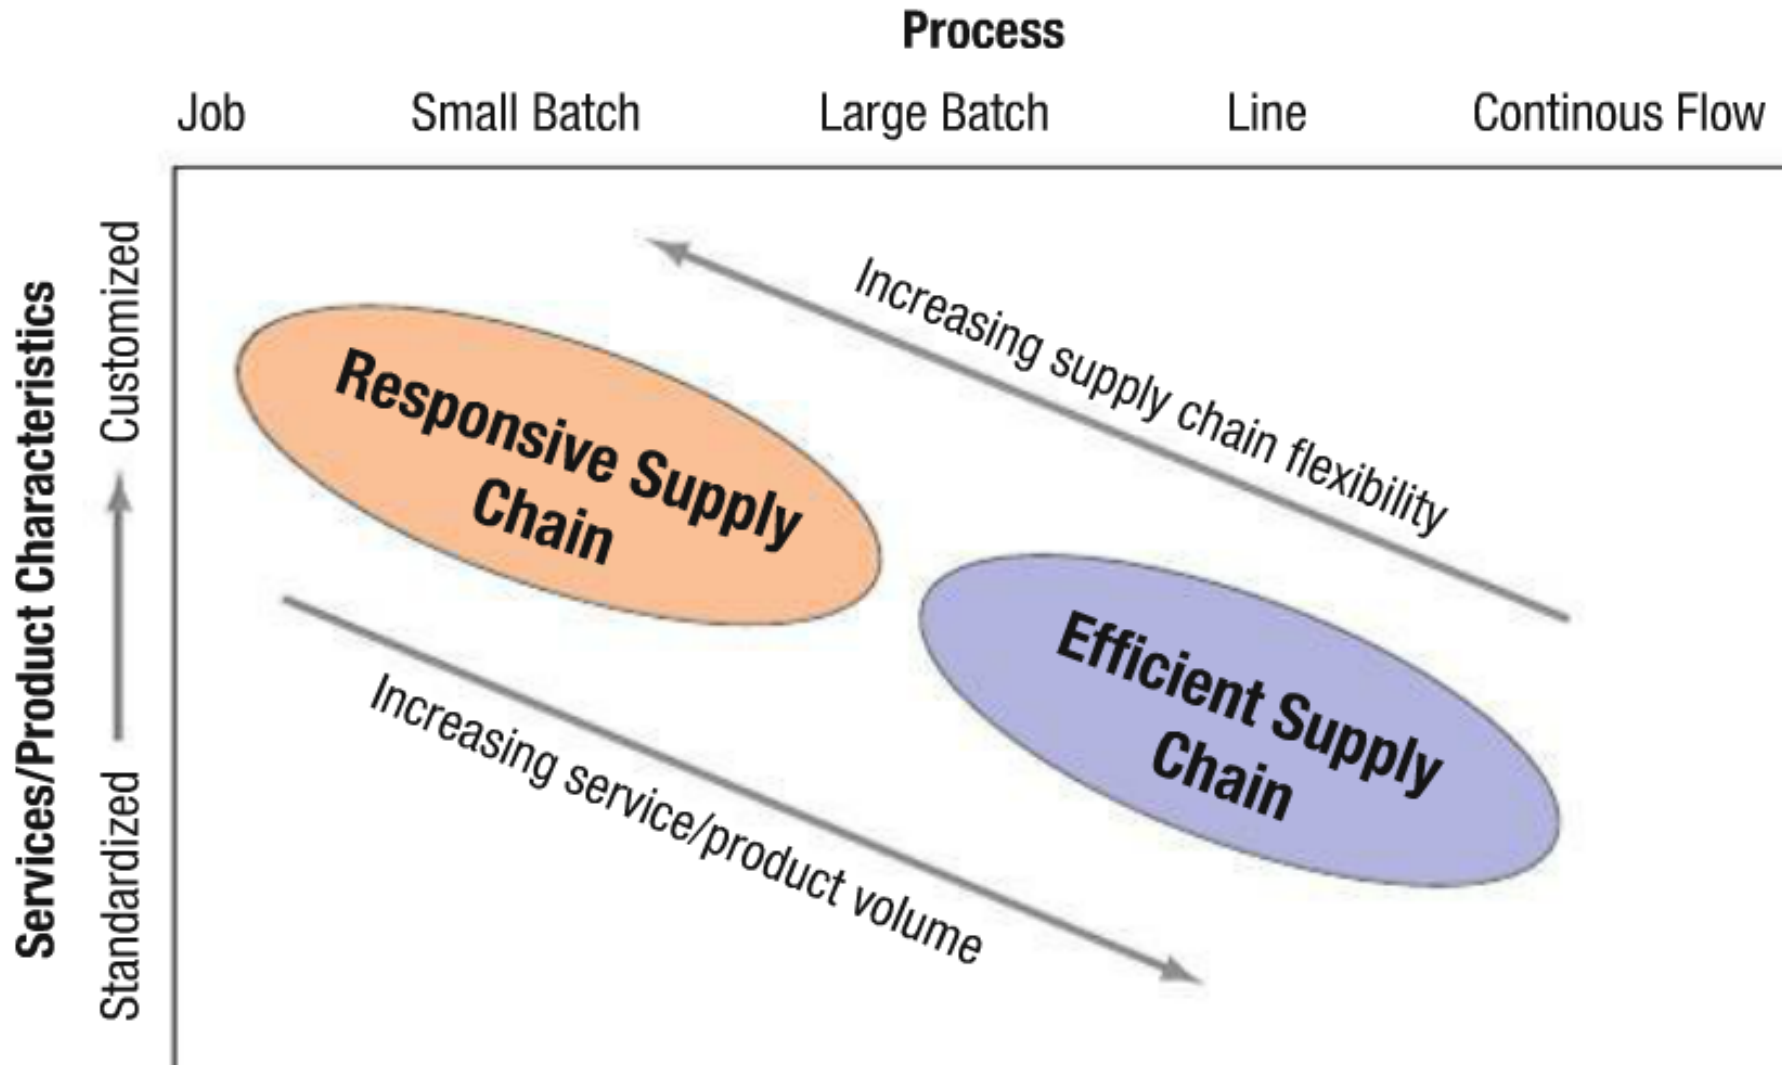 Process
Job Small Batch Large Batch Line Continous Flow
Services/Product Characteristics
Customized
Standardized
Increasing supply chain flexibility
Responsive Supply
Chain
Efficient Supply
Chain
Increasing service/product volume